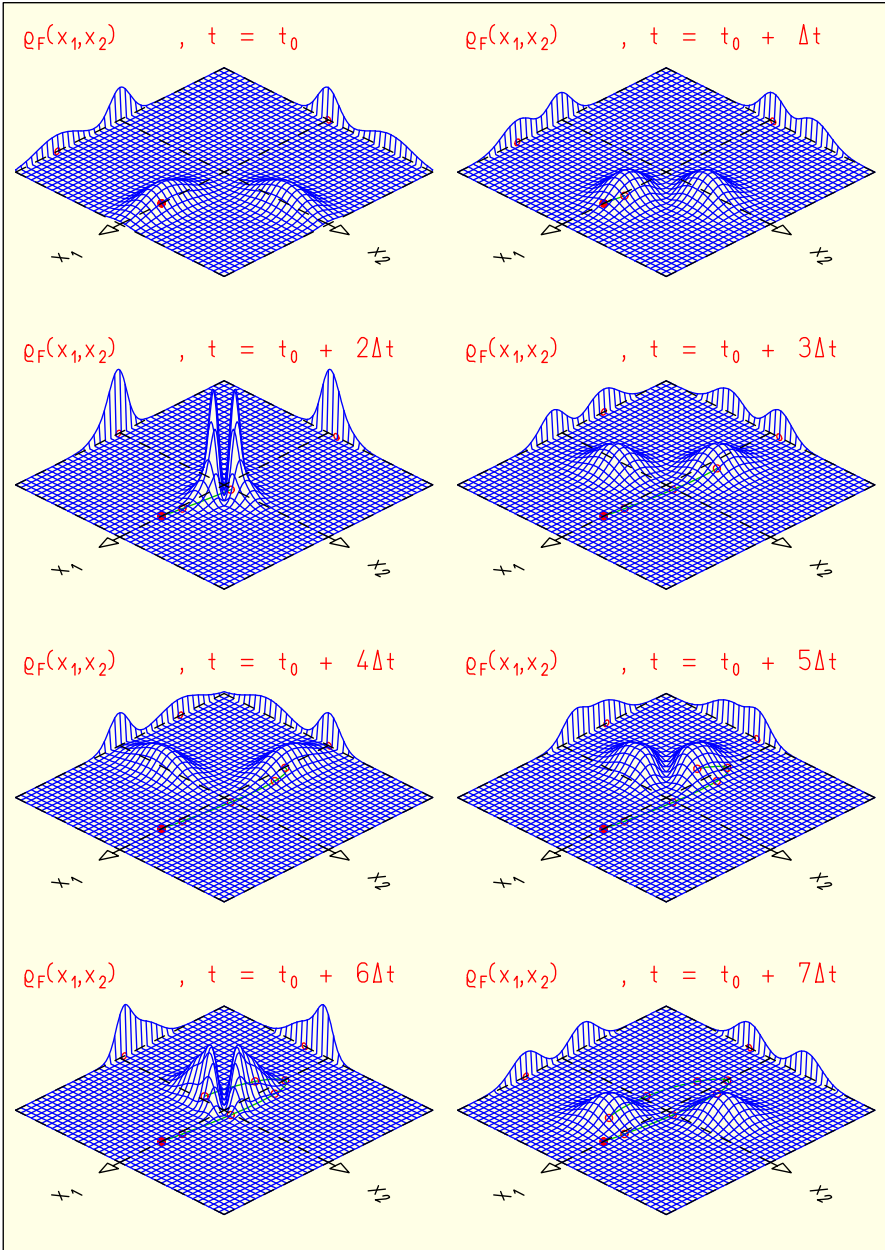 ϱF(x1,x2) , t = t0
ϱF(x1,x2) , t = t0 + Δt
x1 x2
x1 x2
ϱF(x1,x2) , t = t0 + 2Δt
ϱF(x1,x2) , t = t0 + 3Δt
x1 x2
x1 x2
ϱF(x1,x2) , t = t0 + 4Δt
ϱF(x1,x2) , t = t0 + 5Δt
x1 x2
x1 x2
ϱF(x1,x2) , t = t0 + 6Δt
ϱF(x1,x2) , t = t0 + 7Δt
x1 x2
x1 x2